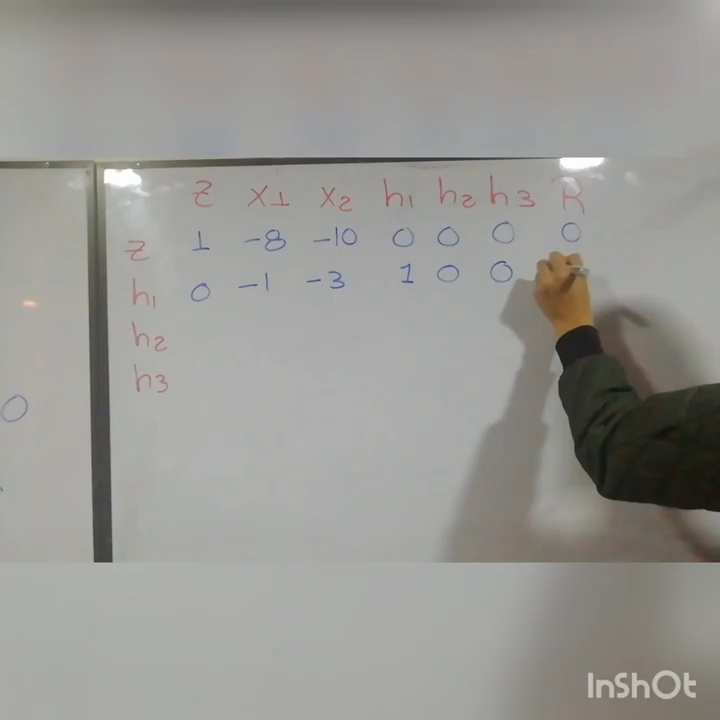 Z X1 X2 h1 h2 h3 R
Z 1 -8 -10 0 0 0 0
h1 0 -1 -3 1 0 0
h2
h3
0
InShOt